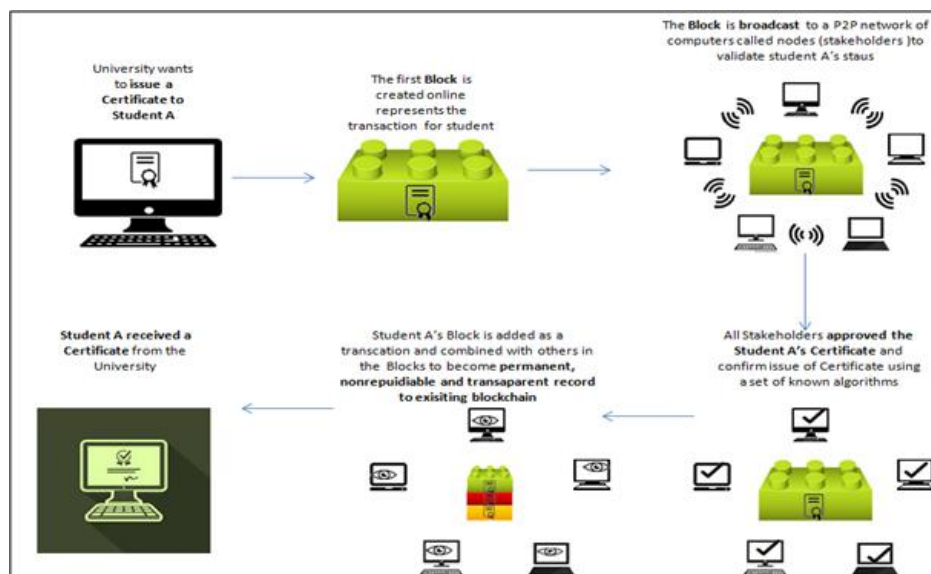 University wants
to issue a
Certificate to
Student A
The first Block is
created online
represents the
transaction for student
The Block is broadcast to a P2P network of
computers called nodes (stakeholders )to
validate student A's staus
All Stakeholders approved the
Student A's Certificate and
confirm issue of Certificate using
a set of known algorithms
Student A's Block is added as a
transcation and combined with others in
the Blocks to become permanent,
nonrepuidiable and transaparent record
to exisiting blockchain
Student A received a
Certificate from the
University